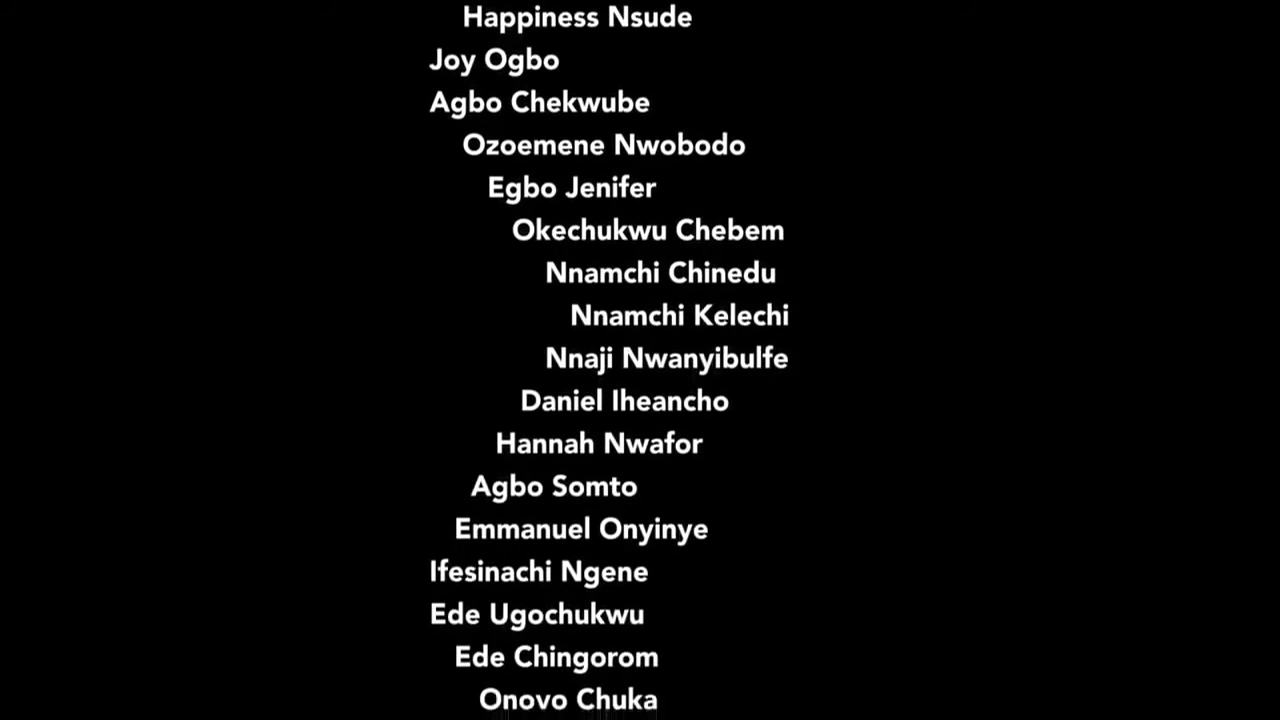 Happiness Nsude
Joy Ogbo
Agbo Chekwube
Ozoemene Nwobodo
Egbo Jenifer
Okechukwu Chebem
Nnamchi Chinedu
Nnamchi Kelechi
Nnaji Nwanyibulfe
Daniel Iheancho
Hannah Nwafor
Agbo Somto
Emmanuel Onyinye
Ifesinachi Ngene
Ede Ugochukwu
Ede Chingorom
Onovo Chuka